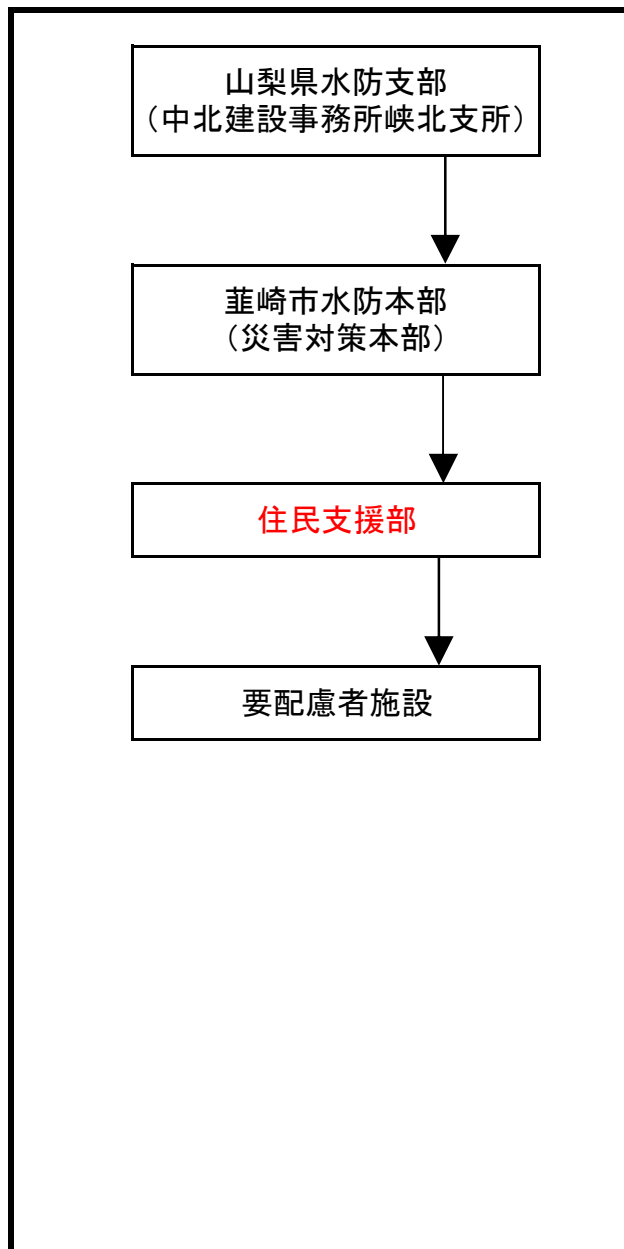 山梨県水防支部
（中北建設事務所峡北支所）
韮崎市水防本部
（災害対策本部）
住民支援部
要配慮者施設